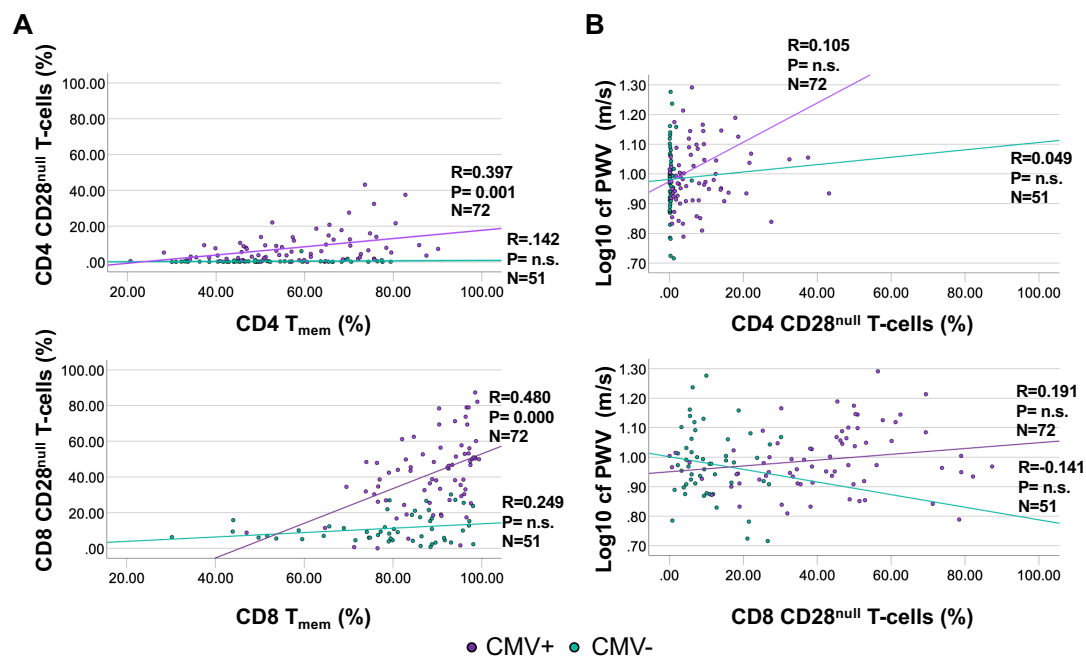 A
CD4 CD28null T-cells (%)
100.00
80.00
60.00
40.00
20.00
.00
R=0.397
P= 0.001
N=72
R=.142
P= n.s.
N=51
20.00 40.00 60.00 80.00 100.00
CD4 Tmem (%)
B
Log10 cf PWV (m/s)
1.30
1.20
1.10
1.00
.90
.80
.70
R=0.105
P= n.s.
N=72
R=0.049
P= n.s.
N=51
.00 20.00 40.00 60.00 80.00 100.00
CD4 CD28null T-cells (%)
CD8 CD28null T-cells (%)
100.00
80.00
60.00
40.00
20.00
.00
R=0.480
P= 0.000
N=72
R=0.249
P= n.s.
N=51
20.00 40.00 60.00 80.00 100.00
CD8 Tmem (%)
Log10 cf PWV (m/s)
1.30
1.20
1.10
1.00
.90
.80
.70
R=0.191
P= n.s.
N=72
R=-0.141
P= n.s.
N=51
.00 20.00 40.00 60.00 80.00 100.00
CD8 CD28null T-cells (%)
CMV+ CMV-